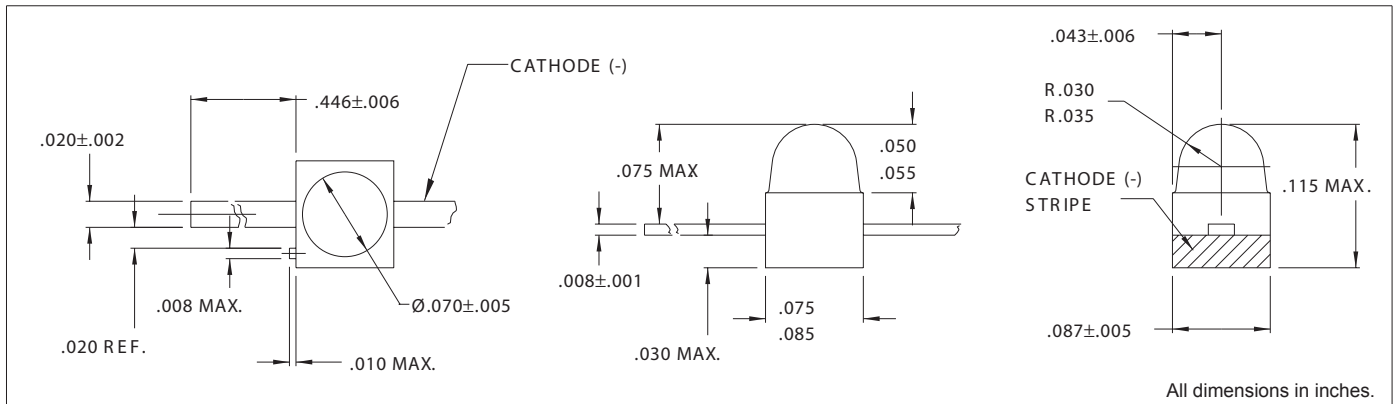 CATHODE (-)
.446±.006
.020±.002
.008 MAX.
.020 REF.
.010 MAX.
Ø.070±.005
.075 MAX
.050
.055
.008±.001
.075
.085
.030 MAX.
.043±.006
R.030
R.035
CATHODE (-)
STRIPE
.115 MAX.
.087±.005
All dimensions in inches.